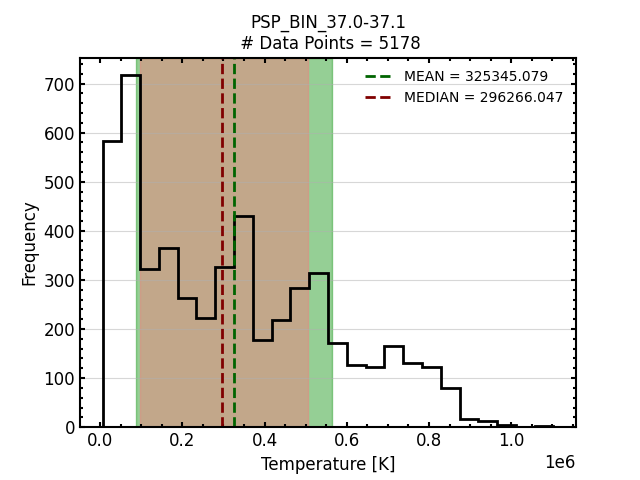 PSP_BIN_37.0-37.1
# Data Points = 5178
MEAN = 325345.079
MEDIAN = 296266.047
Frequency
700
600
500
400
300
200
100
0
0.0 0.2 0.4 0.6 0.8 1.0
1e6
Temperature [K]